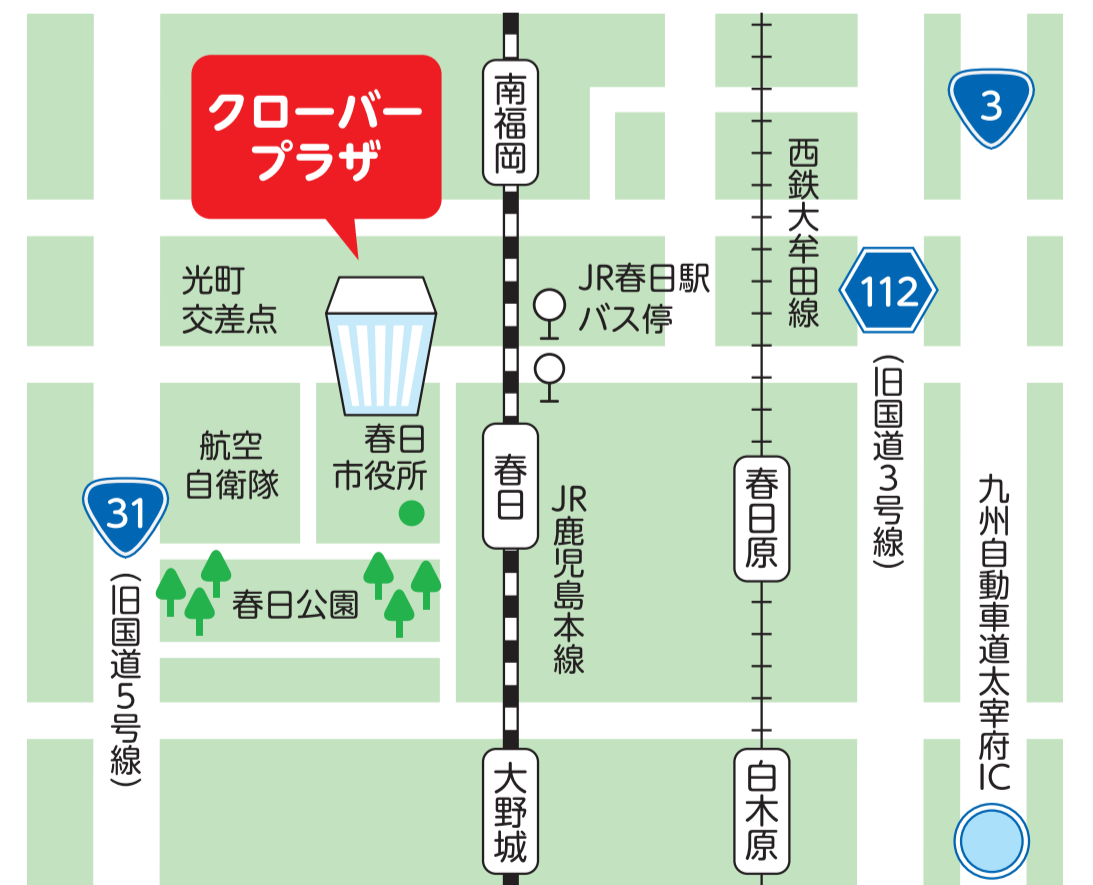 クローバー
プラザ
南福岡
3
西鉄大牟田線
光町
交差点
JR春日駅
バス停
112
(旧国道3号線)
航空
自衛隊
春日
市役所
春日
JR鹿児島本線
春日原
31
(旧国道5号線)
春日公園
九州自動車道太宰府IC
大野城
白木原